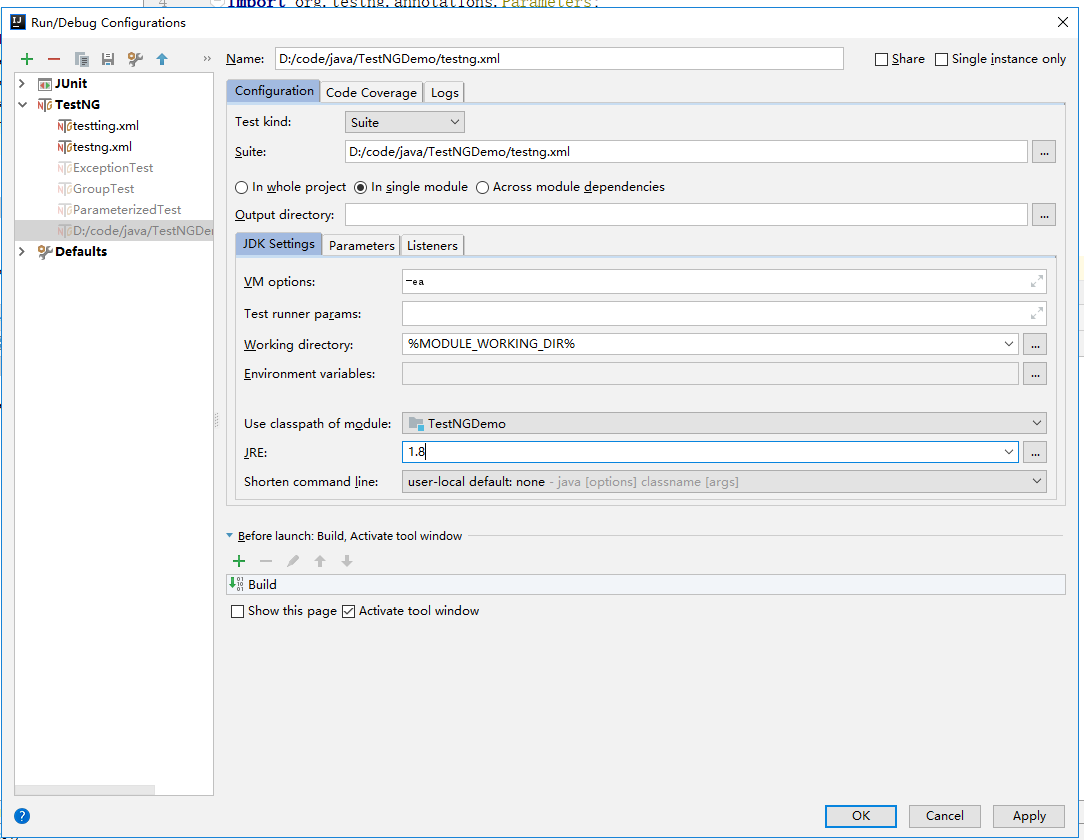 4 import org.testng.annotations.Parameters;
Run/Debug Configurations
Name: D:/code/java/TestNGDemo/testng.xml Share Single instance only
JUnit
TestNG
testting.xml
testng.xml
ExceptionTest
GroupTest
ParameterizedTest
D:/code/java/TestNGDe
Defaults
Configuration Code Coverage Logs
Test kind: Suite
Suite: D:/code/java/TestNGDemo/testng.xml ...
In whole project In single module Across module dependencies
Output directory: ...
JDK Settings Parameters Listeners
VM options: -ea
Test runner params:
Working directory: %MODULE_WORKING_DIR% ...
Environment variables: ...
Use classpath of module: TestNGDemo
JRE: 1.8 ...
Shorten command line: user-local default: none - java [options] classname [args]
Before launch: Build, Activate tool window
Build
Show this page Activate tool window
? OK Cancel Apply